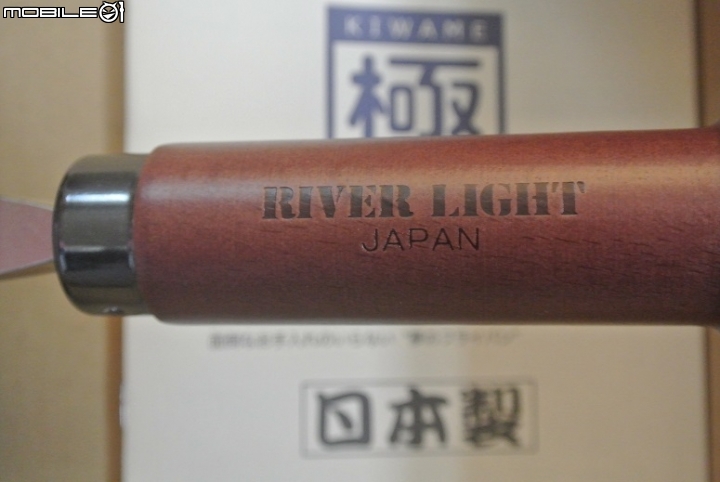 MOBILE01
KIWAME
極
RIVER LIGHT
JAPAN
日本製